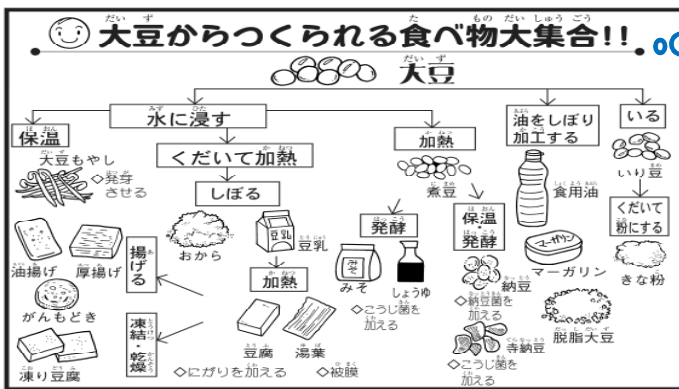 大豆からつくられる食べ物大集合!!
大豆
水に浸す
保温
大豆もやし
◇発芽
させる
くだいて加熱
しぼる
おから
豆乳
加熱
豆腐
◇にがりを加える
湯葉
◇被膜
揚げる
油揚げ
厚揚げ
がんもどき
凍結・乾燥
凍り豆腐
加熱
煮豆
発酵
みそ
みそ
しょうゆ
◇こうじ菌を
加える
保温
発酵
納豆
◇納豆菌を
加える
寺納豆
◇こうじ菌を
加える
油をしぼり
加工する
食用油
マーガリン
マーガリン
脱脂大豆
いる
いり豆
くだいて
粉にする
きな粉